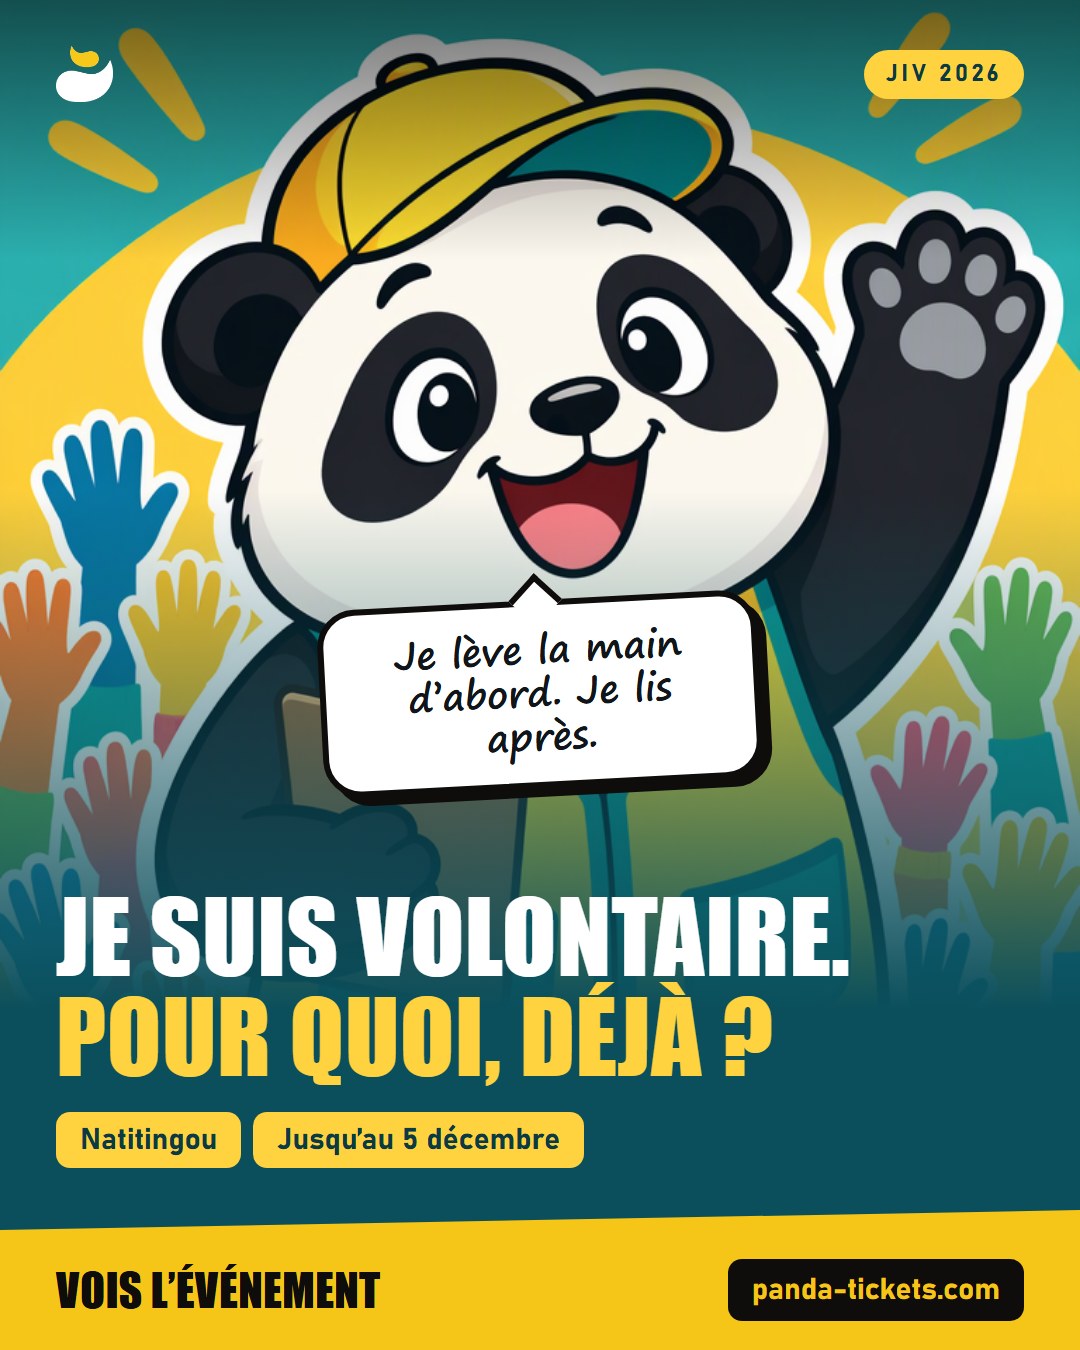 JIV 2026
Je lève la main
d'abord. Je lis
après.
JE SUIS VOLONTAIRE.
POUR QUOI, DÉJÀ ?
Natitingou
Jusqu'au 5 décembre
VOIS L'ÉVÉNEMENT
panda-tickets.com